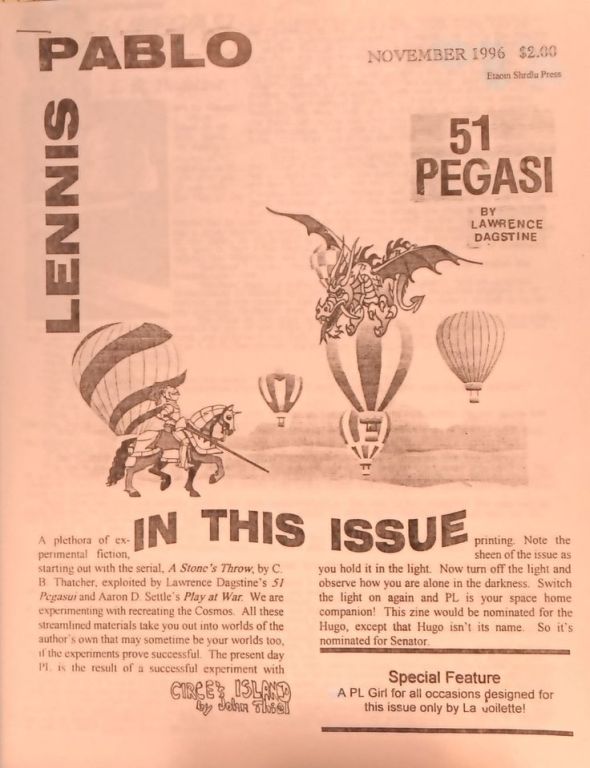 PABLO
LENNIS
NOVEMBER 1996 $2.00
Etaoin Shrdlu Press
51
PEGASI
BY
LAWRENCE
DAGSTINE
IN THIS ISSUE
A plethora of ex-
perimental fiction,
starting out with the serial, A Stone's Throw, by C.
B. Thatcher, exploited by Lawrence Dagstine's 51
Pegasui and Aaron D. Settle's Play at War. We are
experimenting with recreating the Cosmos. All these
streamlined materials take you out into worlds of the
author's own that may sometime be your worlds too,
if the experiments prove successful. The present day
PL is the result of a successful experiment with
printing. Note the
sheen of the issue as
you hold it in the light. Now turn off the light and
observe how you are alone in the darkness. Switch
the light on again and PL is your space home
companion! This zine would be nominated for the
Hugo, except that Hugo isn't its name. So it's
nominated for Senator.
CIRCE'S ISLAND
by John Thiel
Special Feature
A PL Girl for all occasions designed for
this issue only by La